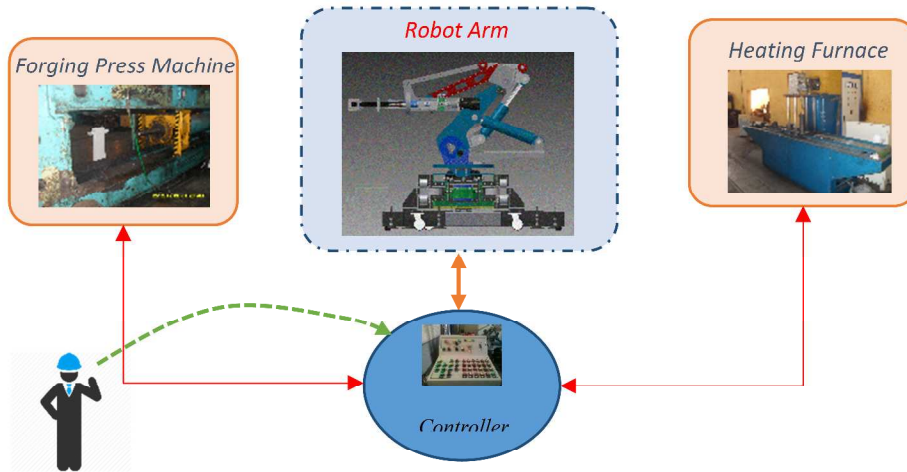 Robot Arm
Forging Press Machine
Heating Furnace
Controller